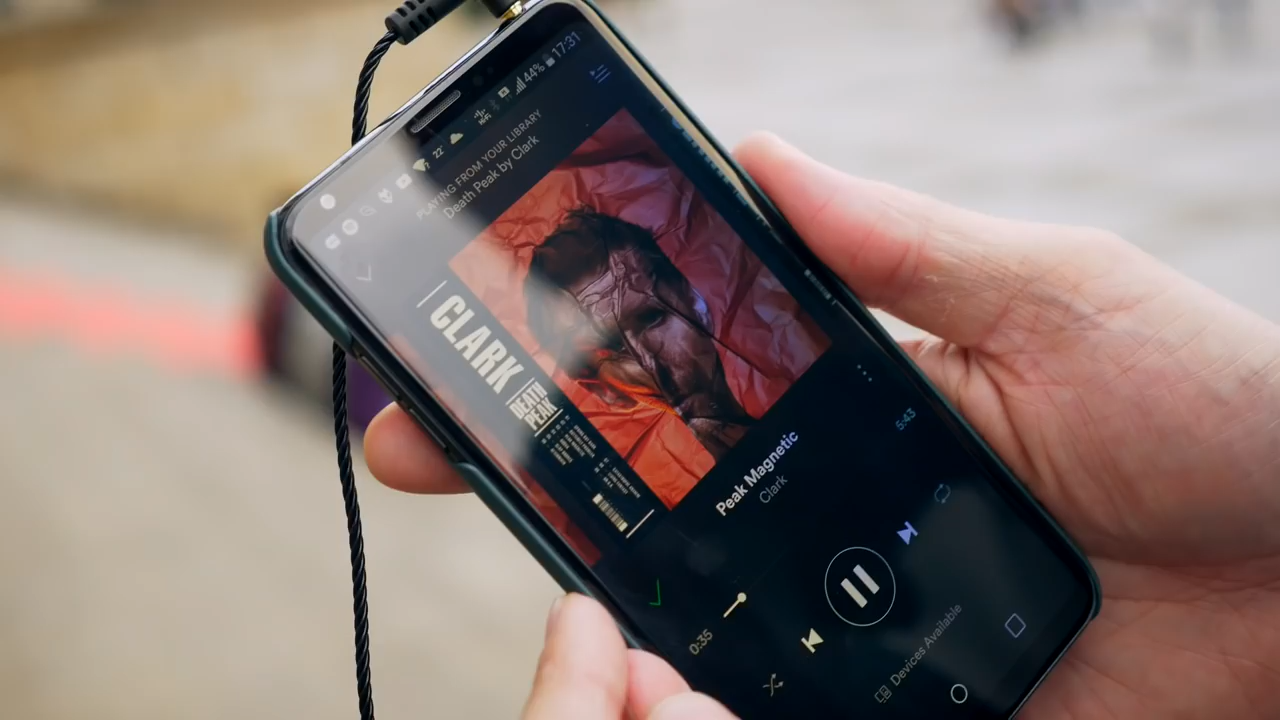 22°
44%
17:31
PLAYING FROM YOUR LIBRARY
Death Peak by Clark
CLARK
DEATH
PEAK
Peak Magnetic
Clark
0:35
5:43
Devices Available